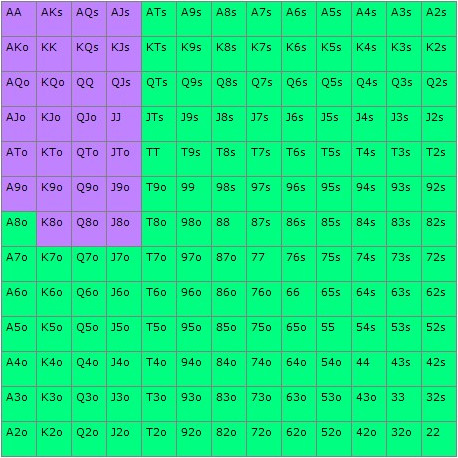 AA AKs AQs AJs ATs A9s A8s A7s A6s A5s A4s A3s A2s
AKo KK KQs KJs KTs K9s K8s K7s K6s K5s K4s K3s K2s
AQo KQo QQ QJs QTs Q9s Q8s Q7s Q6s Q5s Q4s Q3s Q2s
AJo KJo QJo JJ JTs J9s J8s J7s J6s J5s J4s J3s J2s
ATo KTo QTo JTo TT T9s T8s T7s T6s T5s T4s T3s T2s
A9o K9o Q9o J9o T9o 99 98s 97s 96s 95s 94s 93s 92s
A8o K8o Q8o J8o T8o 98o 88 87s 86s 85s 84s 83s 82s
A7o K7o Q7o J7o T7o 97o 87o 77 76s 75s 74s 73s 72s
A6o K6o Q6o J6o T6o 96o 86o 76o 66 65s 64s 63s 62s
A5o K5o Q5o J5o T5o 95o 85o 75o 65o 55 54s 53s 52s
A4o K4o Q4o J4o T4o 94o 84o 74o 64o 54o 44 43s 42s
A3o K3o Q3o J3o T3o 93o 83o 73o 63o 53o 43o 33 32s
A2o K2o Q2o J2o T2o 92o 82o 72o 62o 52o 42o 32o 22